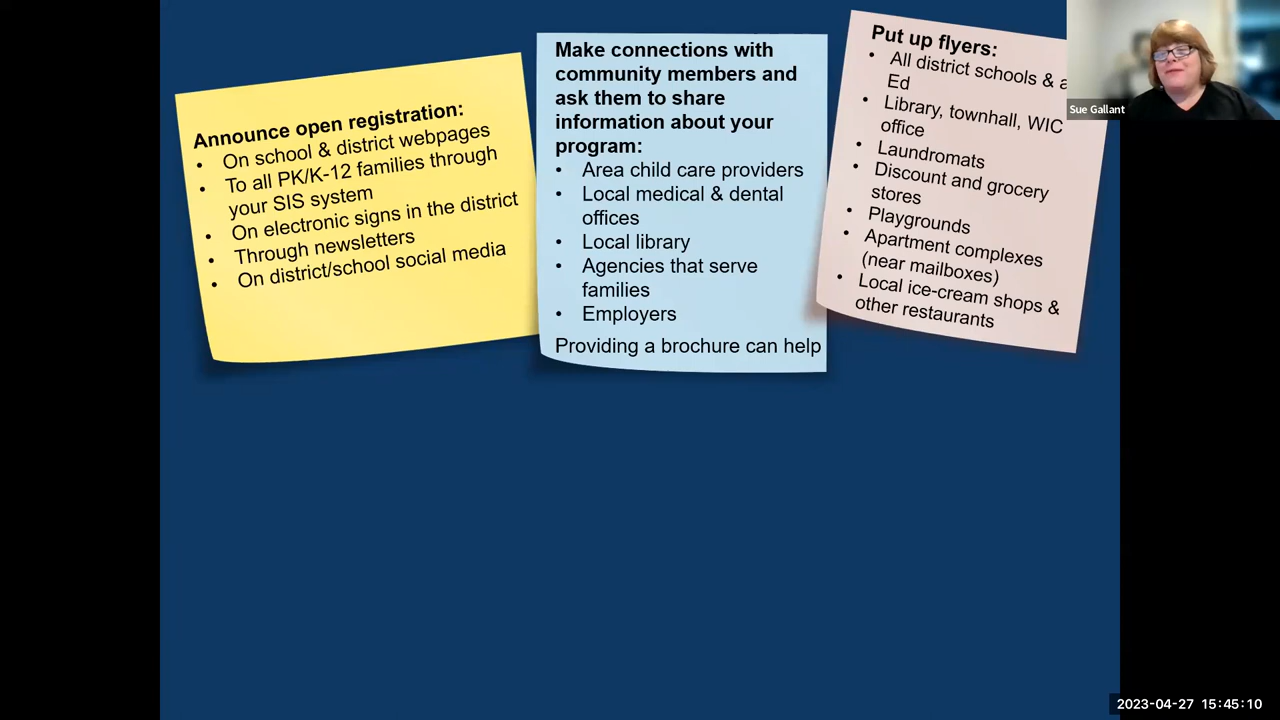 Announce open registration:
• On school & district webpages
• To all PK/K-12 families through
your SIS system
• On electronic signs in the district
• Through newsletters
• On district/school social media
Make connections with
community members and
ask them to share
information about your
program:
• Area child care providers
• Local medical & dental
offices
• Local library
• Agencies that serve
families
• Employers
Providing a brochure can help
Put up flyers:
• All district schools &
Ed
• Library, townhall, WIC
office
• Laundromats
• Discount and grocery
stores
• Playgrounds
• Apartment complexes
(near mailboxes)
• Local ice-cream shops &
other restaurants
Sue Gallant
2023-04-27 15:45:10